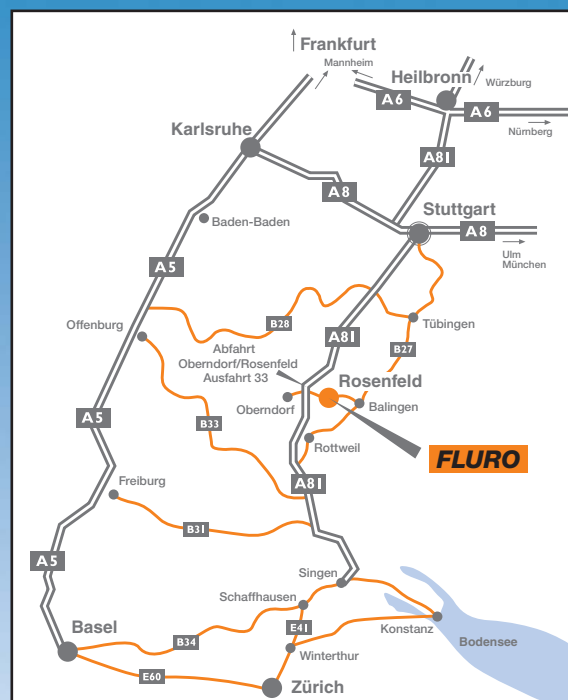 Frankfurt
Mannheim
Heilbronn
Würzburg
A6
A6
Nürnberg
Karlsruhe
A81
A8
Stuttgart
A8
Baden-Baden
Ulm
München
A5
Offenburg
B28
Tübingen
A81
B27
Abfahrt
Oberndorf/Rosenfeld
Ausfahrt 33
Rosenfeld
Oberndorf
Balingen
A5
B33
Rottweil
FLURO
Freiburg
A81
B31
A5
Singen
Schaffhausen
Basel
B34
E41
Konstanz
Bodensee
Winterthur
E60
Zürich